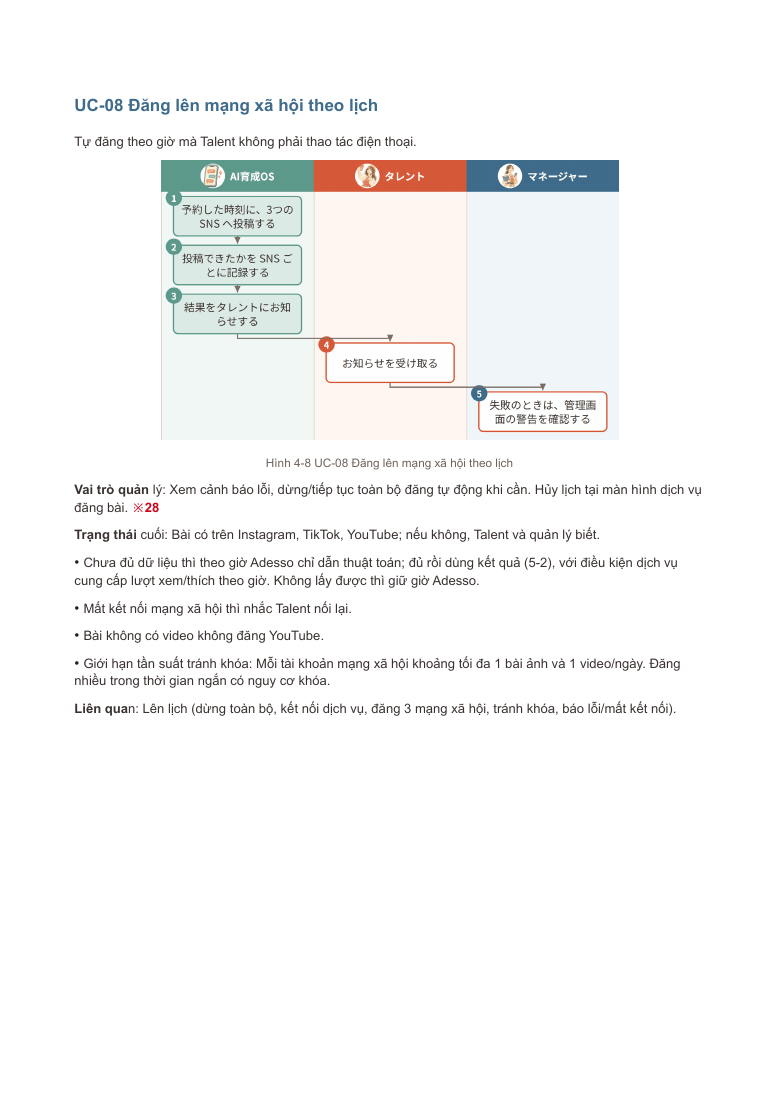 UC-08 Đăng lên mạng xã hội theo lịch
Tự đăng theo giờ mà Talent không phải thao tác điện thoại.
AI育成OS
タレント
マネージャー
1
予約した時刻に、3つの
SNS へ投稿する
2
投稿できたかを SNS ご
とに記録する
3
結果をタレントにお知
らせする
4
お知らせを受け取る
5
失敗のときは、管理画
面の警告を確認する
Hình 4-8 UC-08 Đăng lên mạng xã hội theo lịch
Vai trò quản lý: Xem cảnh báo lỗi, dừng/tiếp tục toàn bộ đăng tự động khi cần. Hủy lịch tại màn hình dịch vụ
đăng bài. ※28
Trạng thái cuối: Bài có trên Instagram, TikTok, YouTube; nếu không, Talent và quản lý biết.
• Chưa đủ dữ liệu thì theo giờ Adesso chỉ dẫn thuật toán; đủ rồi dùng kết quả (5-2), với điều kiện dịch vụ
cung cấp lượt xem/thích theo giờ. Không lấy được thì giữ giờ Adesso.
• Mất kết nối mạng xã hội thì nhắc Talent nối lại.
• Bài không có video không đăng YouTube.
• Giới hạn tần suất tránh khóa: Mỗi tài khoản mạng xã hội khoảng tối đa 1 bài ảnh và 1 video/ngày. Đăng
nhiều trong thời gian ngắn có nguy cơ khóa.
Liên quan: Lên lịch (dừng toàn bộ, kết nối dịch vụ, đăng 3 mạng xã hội, tránh khóa, báo lỗi/mất kết nối).